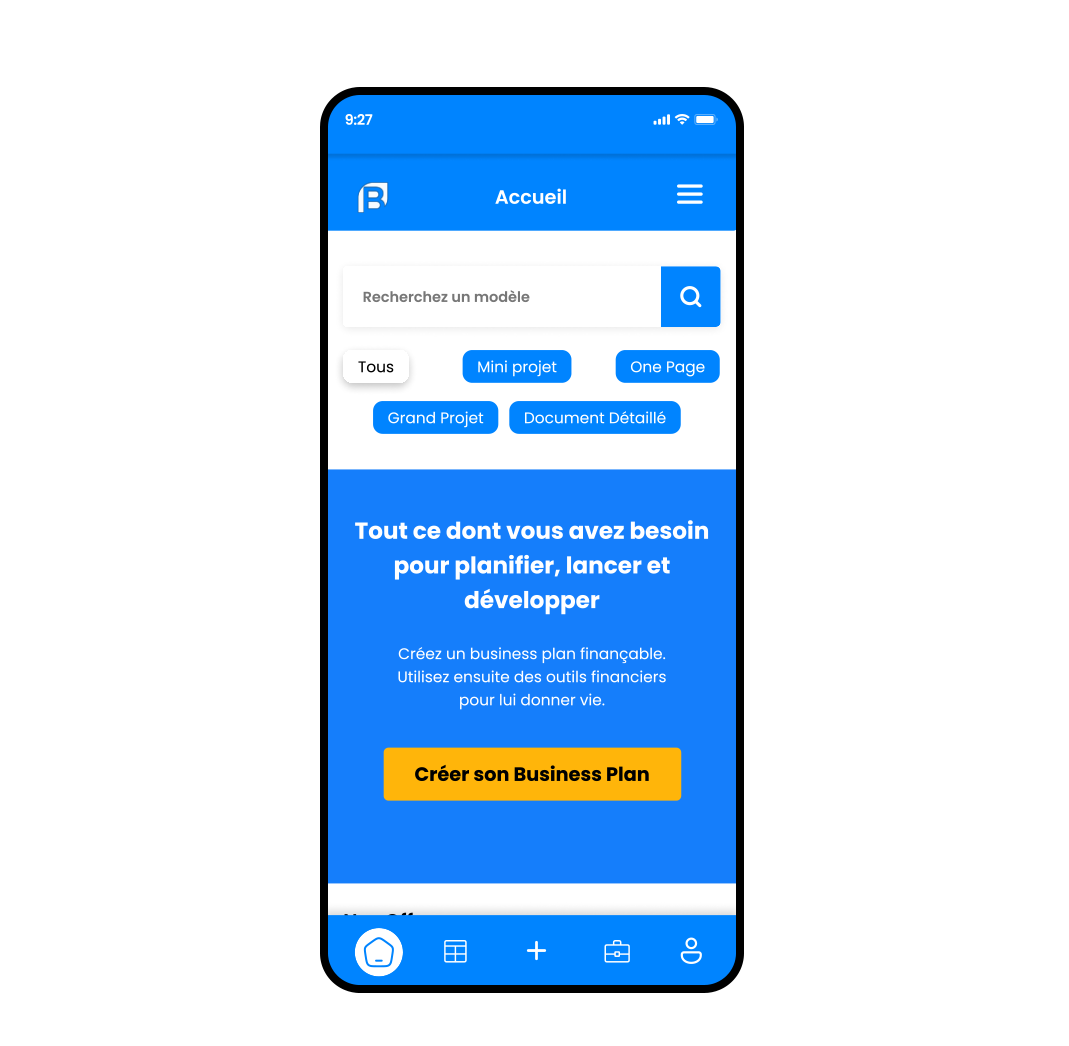 9:27
B
Accueil
Recherchez un modèle
Tous
Mini projet
One Page
Grand Projet
Document Détaillé
Tout ce dont vous avez besoin
pour planifier, lancer et
développer
Créez un business plan finançable.
Utilisez ensuite des outils financiers
pour lui donner vie.
Créer son Business Plan